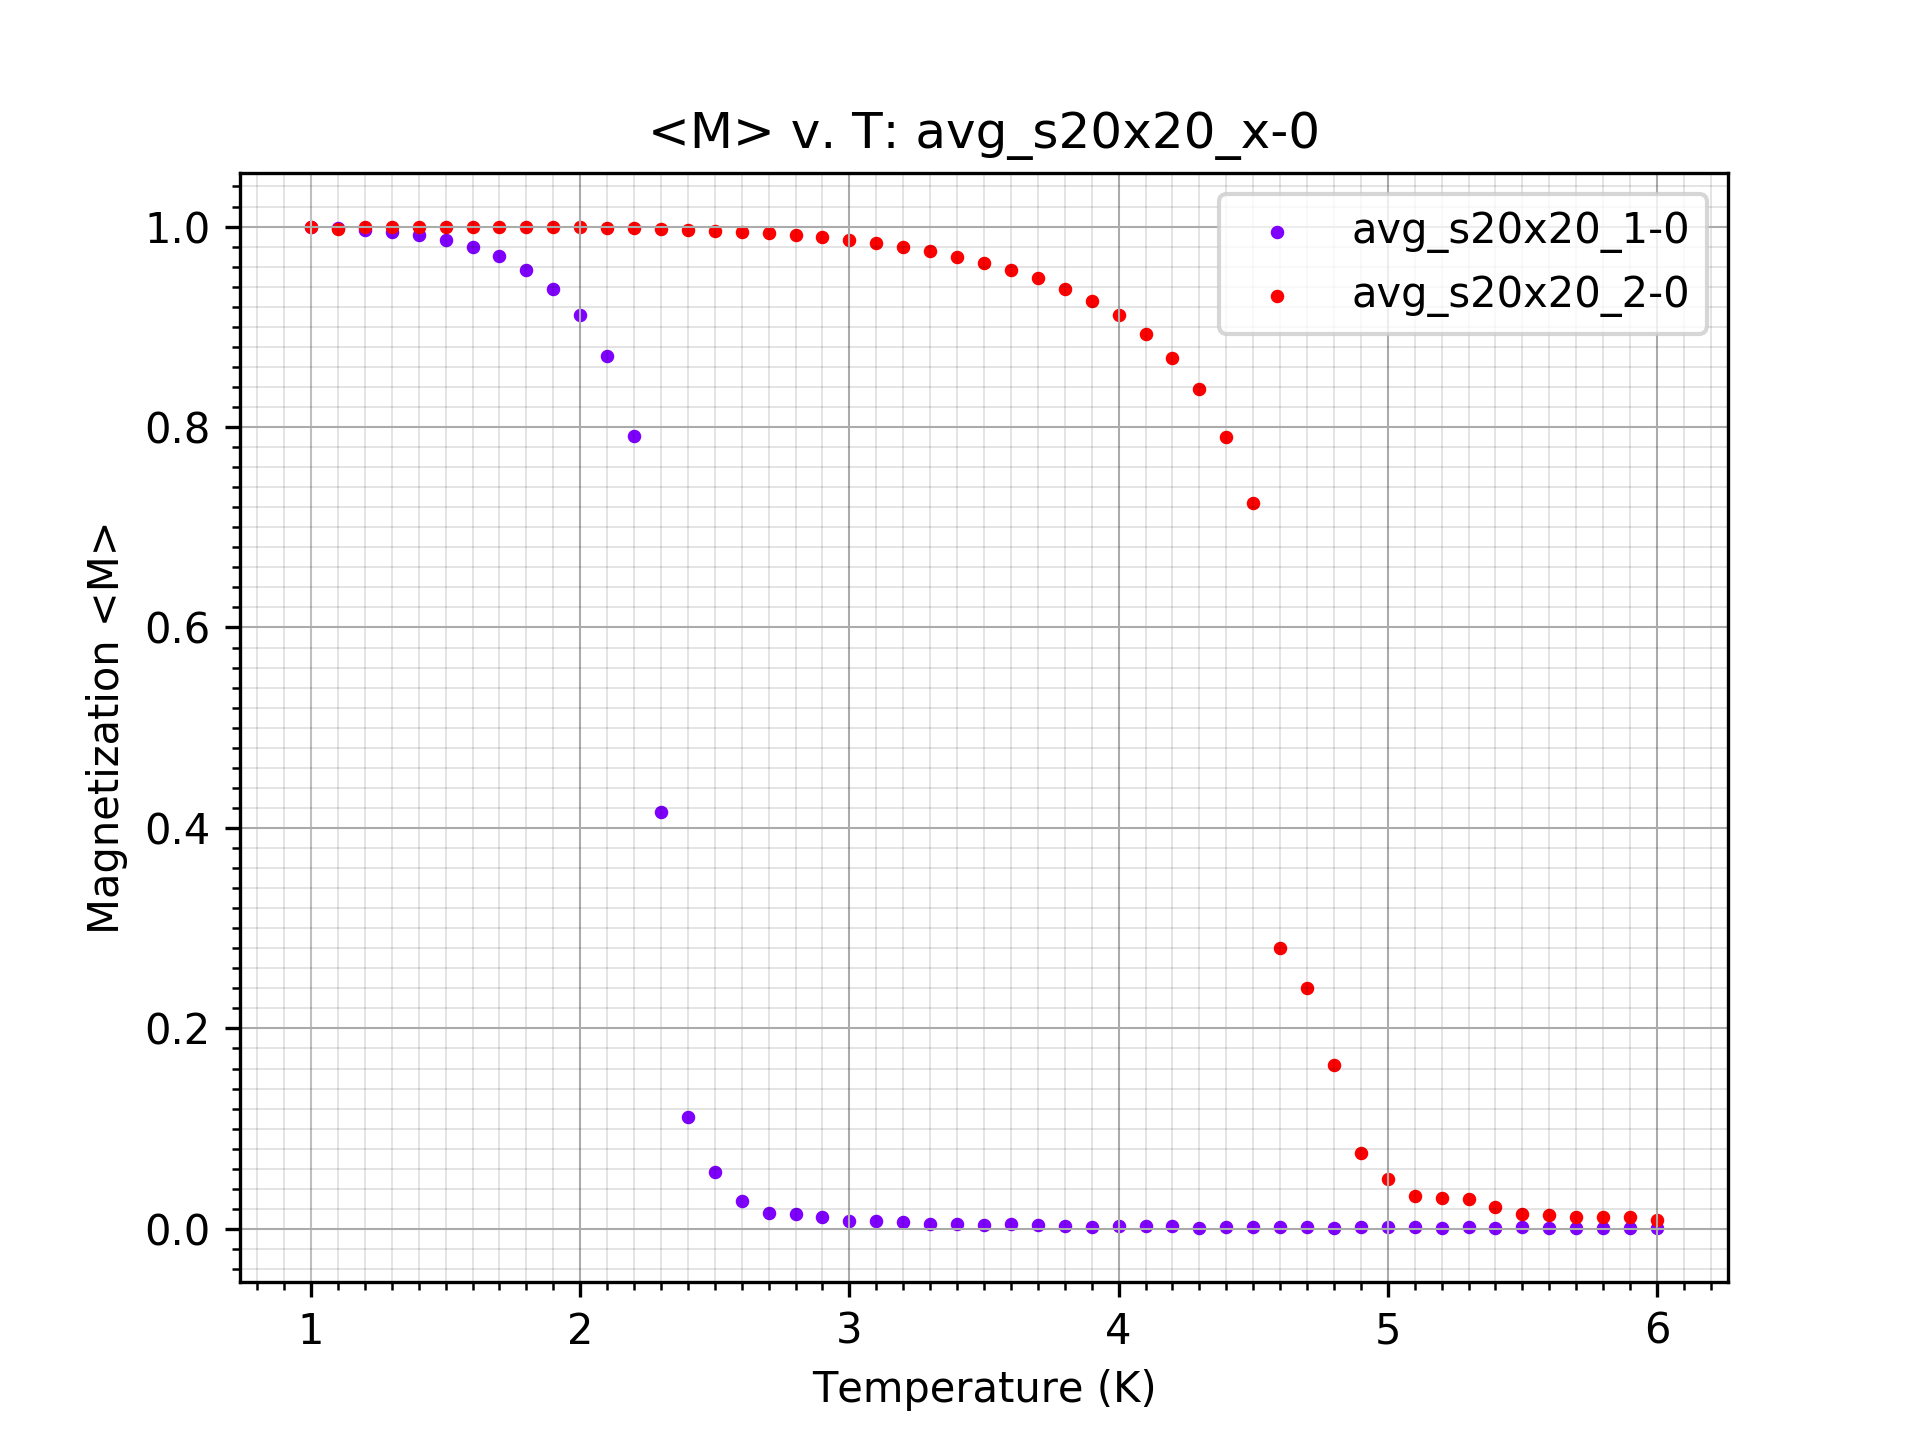 <M> v. T: avg_s20x20_x-0
avg_s20x20_1-0
avg_s20x20_2-0
Magnetization <M>
1.0
0.8
0.6
0.4
0.2
0.0
1 2 3 4 5 6
Temperature (K)